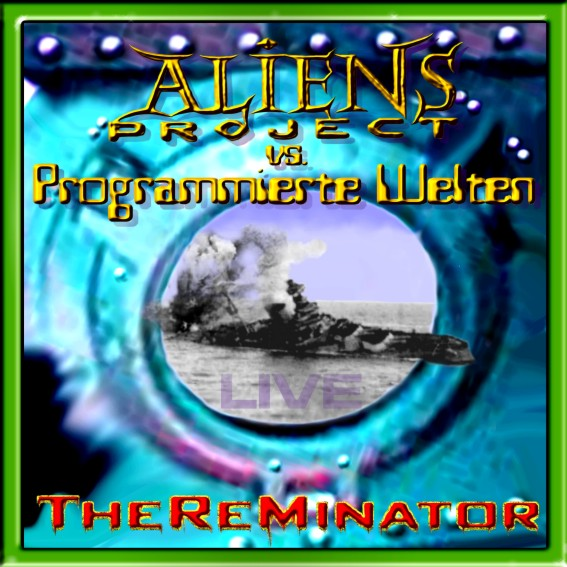 ALIENS
PROJECT
vs.
Programmierte Welten
LIVE
THEREMINATOR